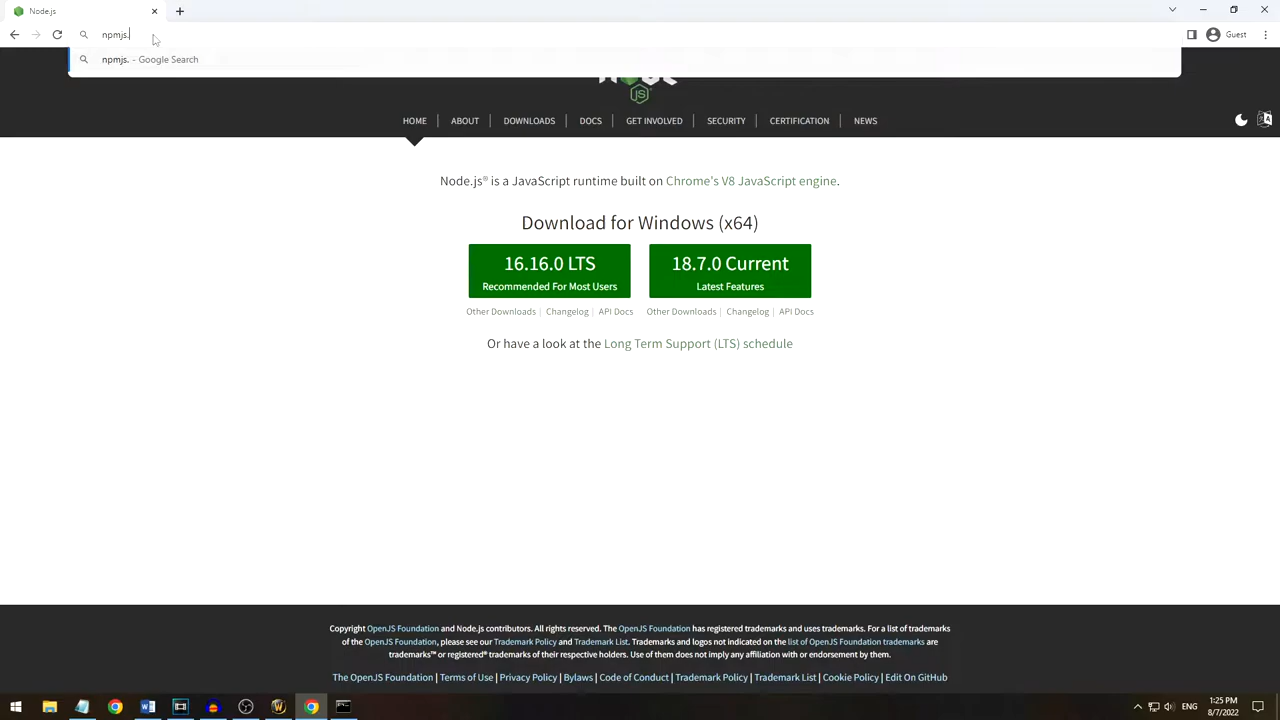 Node.js
npmjs.
Guest
npmjs. - Google Search
JS
HOME | ABOUT | DOWNLOADS | DOCS | GET INVOLVED | SECURITY | CERTIFICATION | NEWS
Node.js® is a JavaScript runtime built on Chrome's V8 JavaScript engine.
Download for Windows (x64)
16.16.0 LTS
Recommended For Most Users
18.7.0 Current
Latest Features
Other Downloads | Changelog | API Docs
Other Downloads | Changelog | API Docs
Or have a look at the Long Term Support (LTS) schedule
Copyright OpenJS Foundation and Node.js contributors. All rights reserved. The OpenJS Foundation has registered trademarks and uses trademarks. For a list of trademarks
of the OpenJS Foundation, please see our Trademark Policy and Trademark List. Trademarks and logos not indicated on the list of OpenJS Foundation trademarks are
trademarks™ or registered® trademarks of their respective holders. Use of them does not imply any affiliation with or endorsement by them.
The OpenJS Foundation | Terms of Use | Privacy Policy | Bylaws | Code of Conduct | Trademark Policy | Trademark List | Cookie Policy | Edit On GitHub
ENG
1:25 PM
8/7/2022